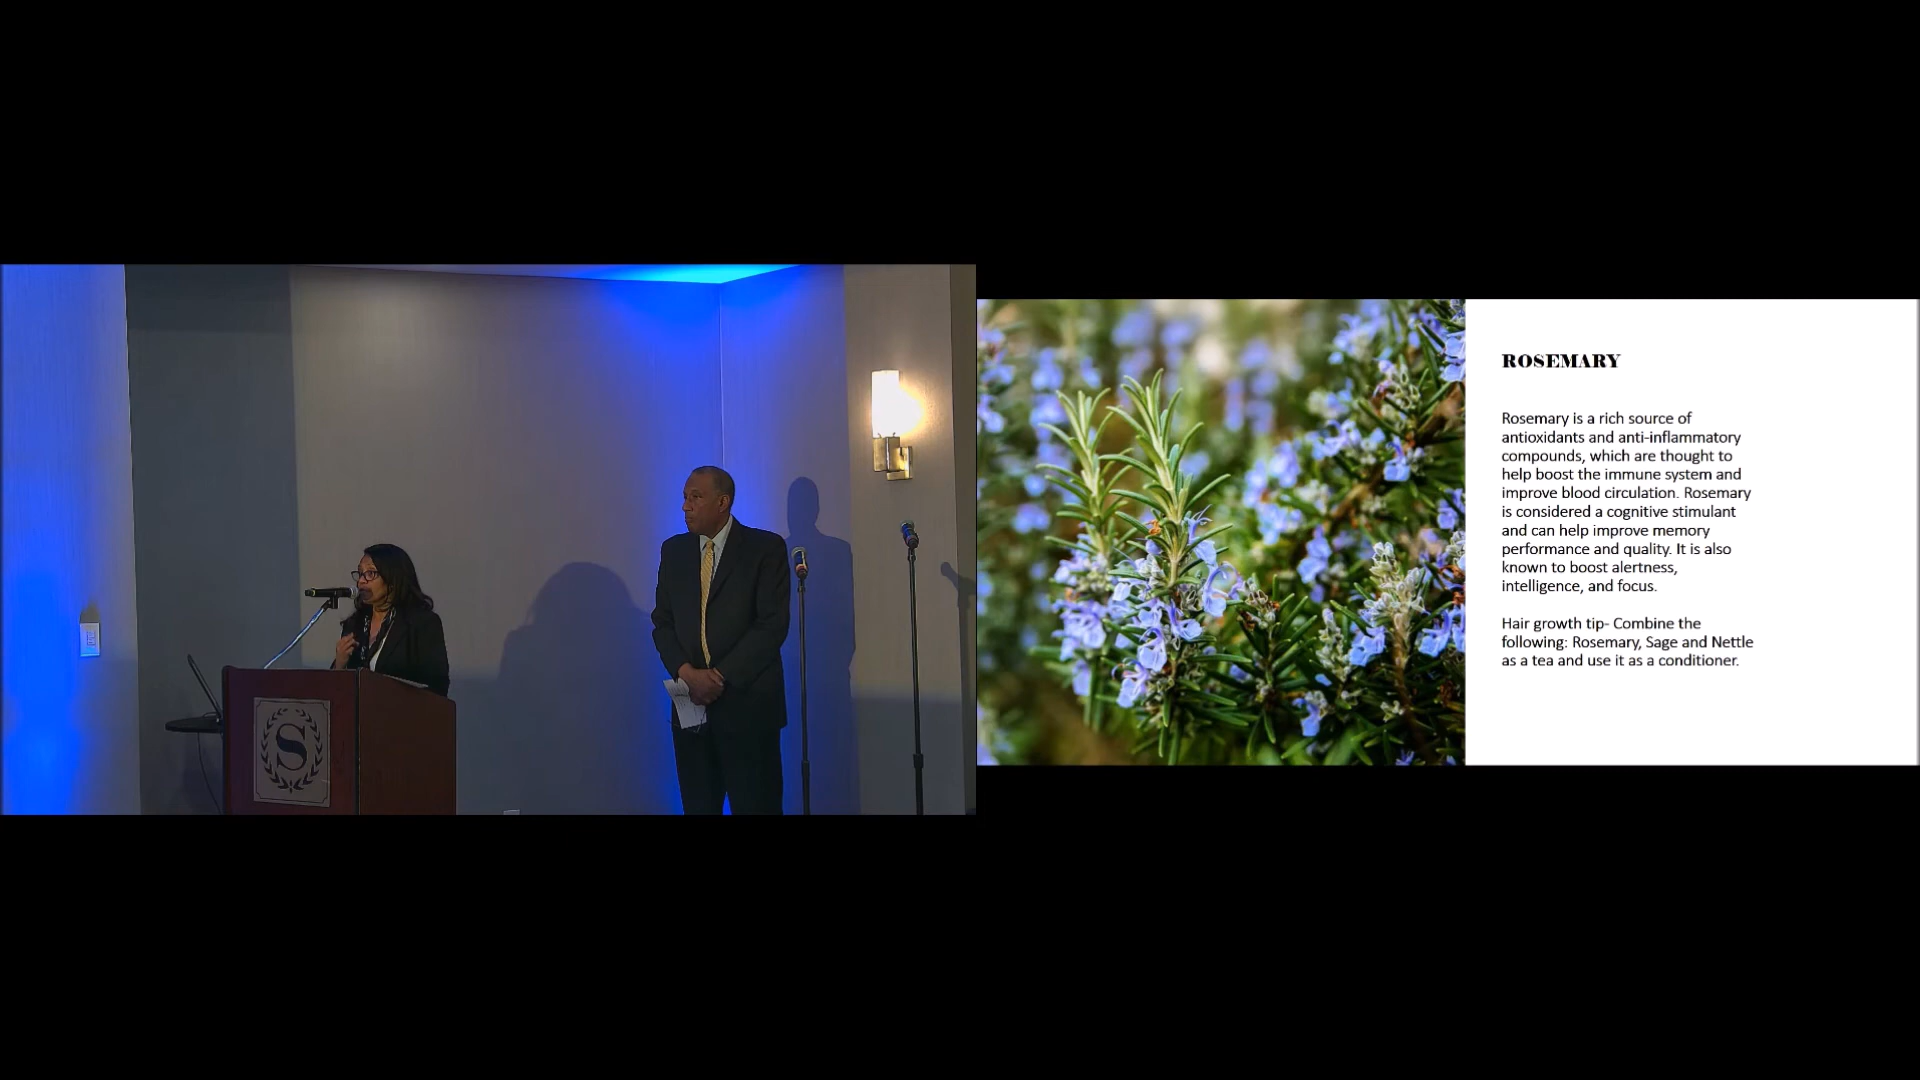 S
ROSEMARY
Rosemary is a rich source of
antioxidants and anti-inflammatory
compounds, which are thought to
help boost the immune system and
improve blood circulation. Rosemary
is considered a cognitive stimulant
and can help improve memory
performance and quality. It is also
known to boost alertness,
intelligence, and focus.
Hair growth tip- Combine the
following: Rosemary, Sage and Nettle
as a tea and use it as a conditioner.